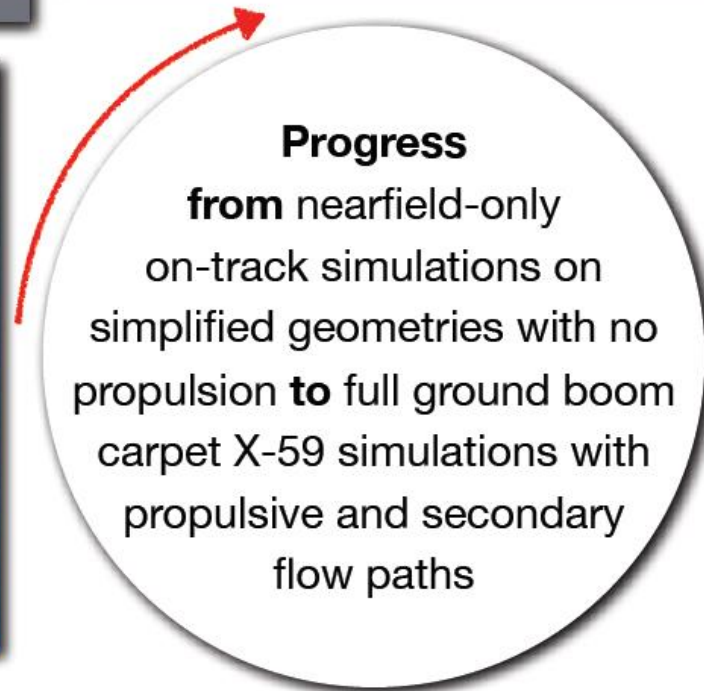 Progress
from nearfield-only
on-track simulations on
simplified geometries with no
propulsion to full ground boom
carpet X-59 simulations with
propulsive and secondary
flow paths